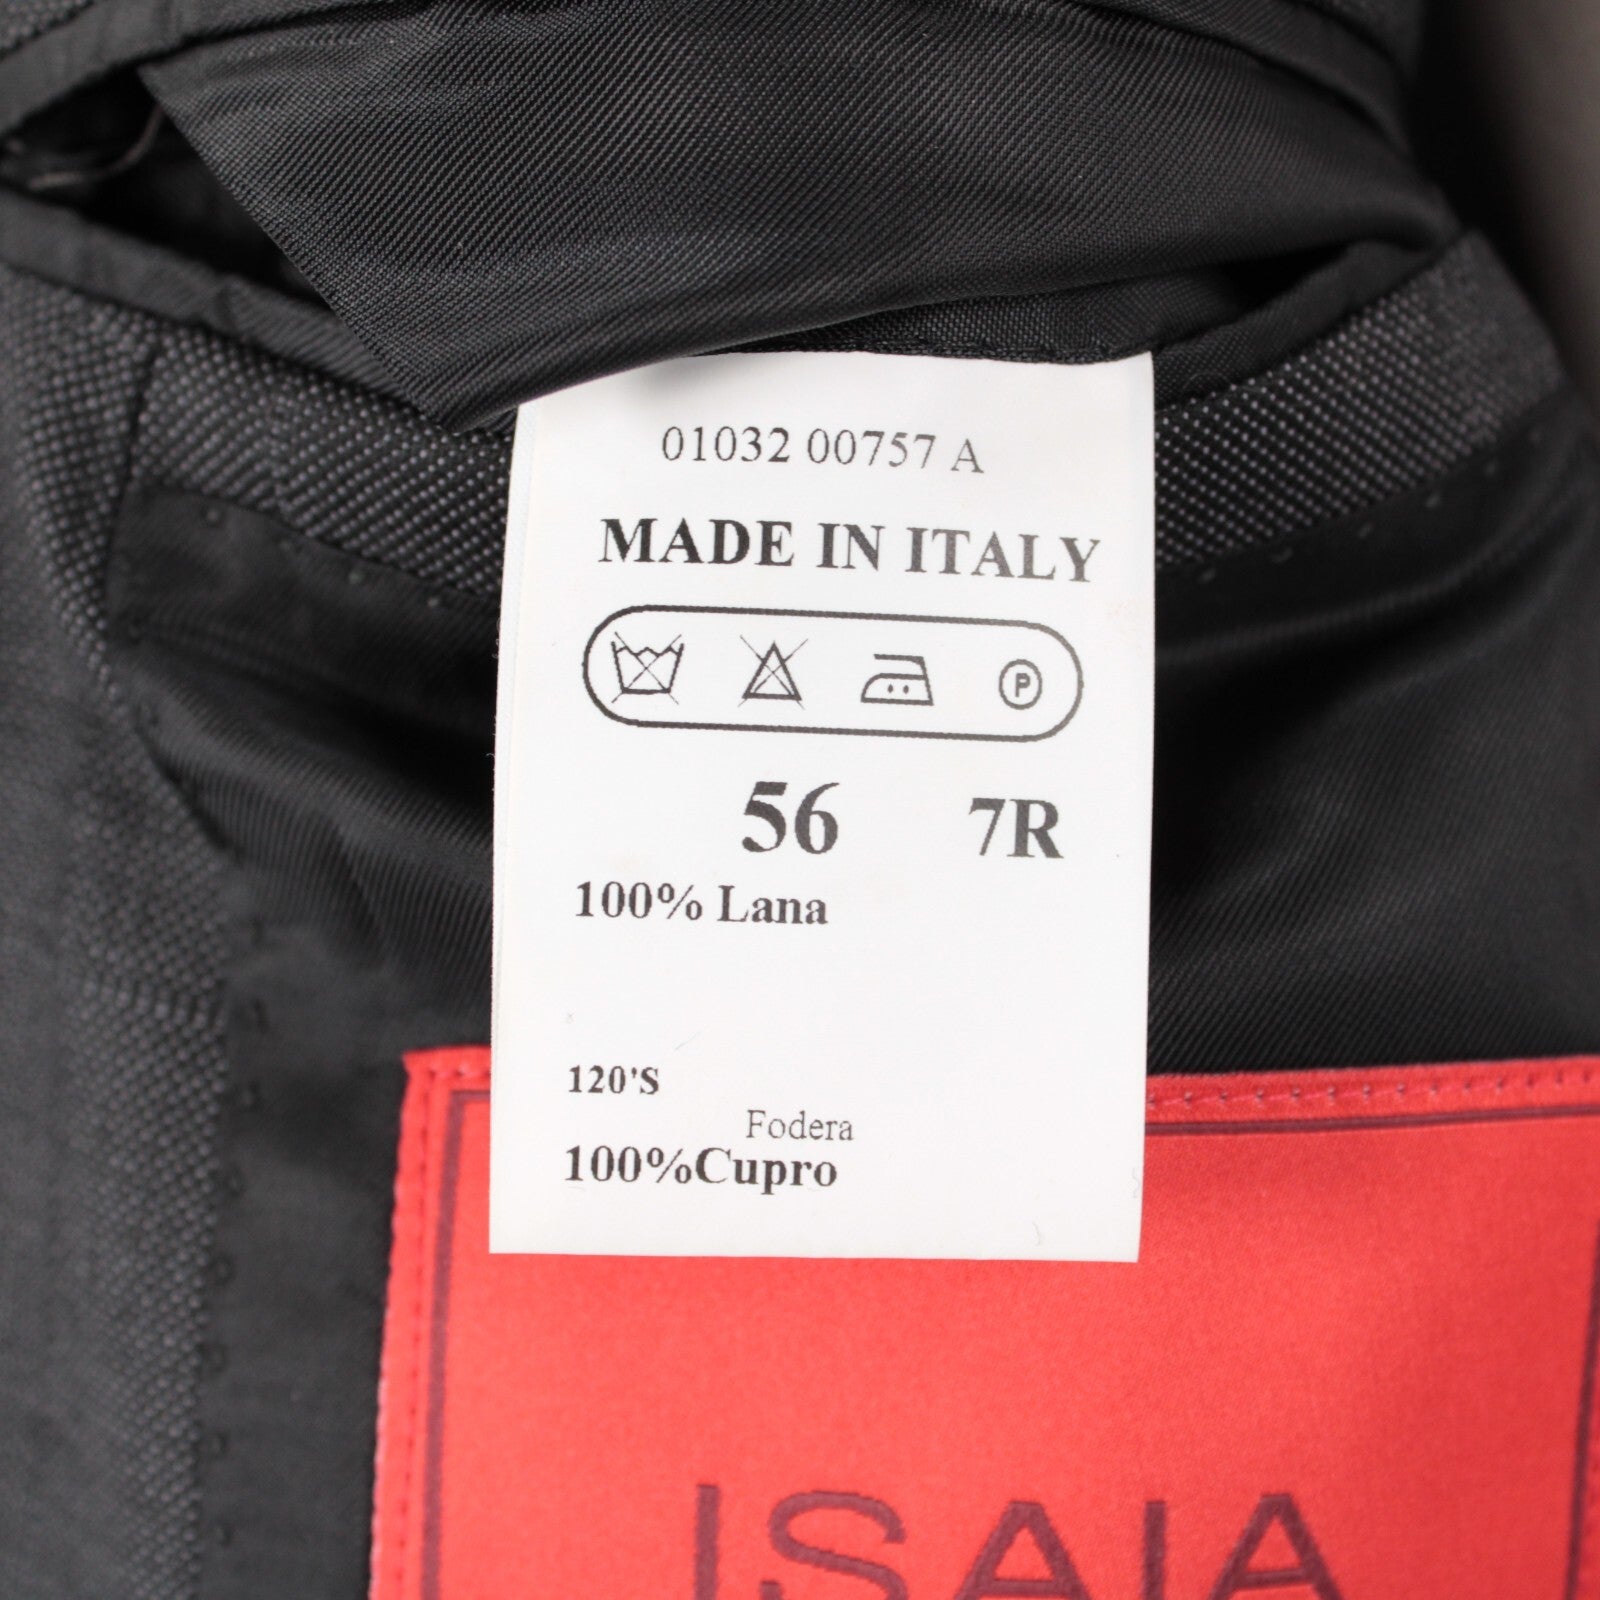 01032 00757 A
MADE IN ITALY
P
56 7R
100% Lana
120'S
Fodera
100%Cupro
ISAIA